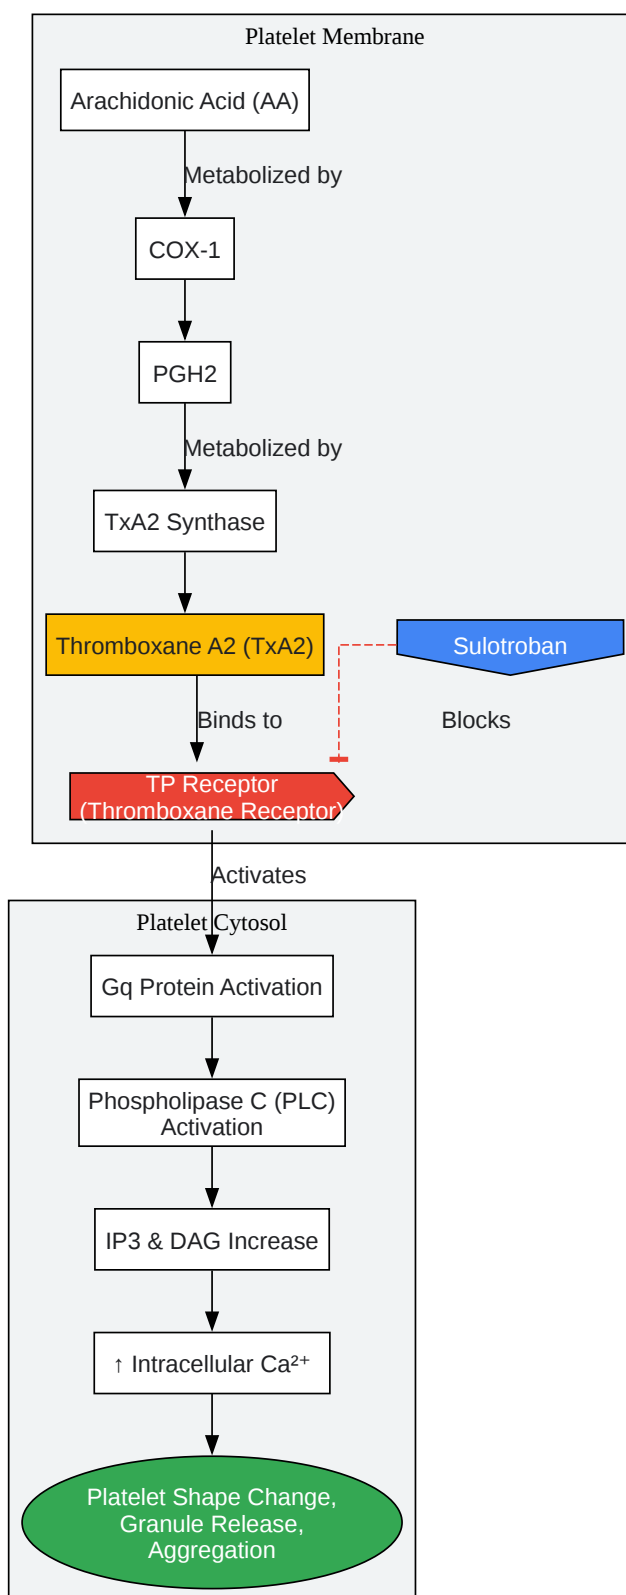 Platelet Membrane
Arachidonic Acid (AA)
Metabolized by
COX-1
PGH2
Metabolized by
TxA2 Synthase
Thromboxane A2 (TxA2)
Sulotroban
Binds to
Blocks
TP Receptor
(Thromboxane Receptor)
Activates
Platelet Cytosol
Gq Protein Activation
Phospholipase C (PLC)
Activation
IP3 & DAG Increase
↑ Intracellular Ca²⁺
Platelet Shape Change,
Granule Release,
Aggregation